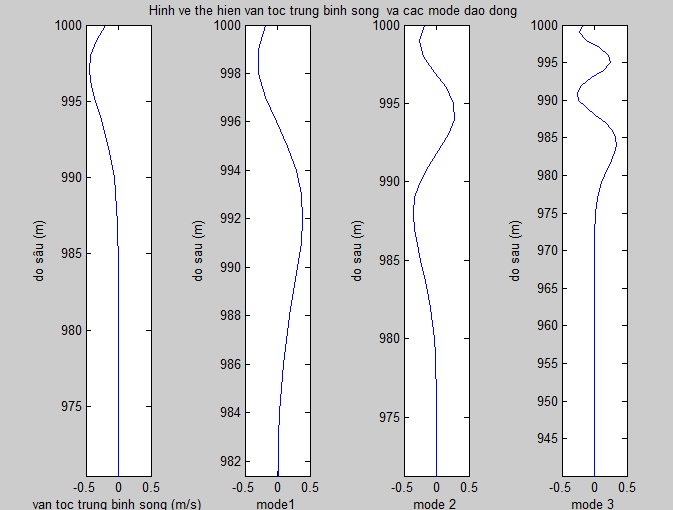 Hinh ve the hien van toc trung binh song va cac mode dao dong
1000
995
990
985
980
975
do sâu (m)
-0.5 0 0.5
van toc trung binh song (m/s)
1000
998
996
994
992
990
988
986
984
982
do sau (m)
-0.5 0 0.5
mode1
1000
995
990
985
980
975
do sau (m)
-0.5 0 0.5
mode 2
1000
995
990
985
980
975
970
965
960
955
950
945
do sau (m)
-0.5 0 0.5
mode 3